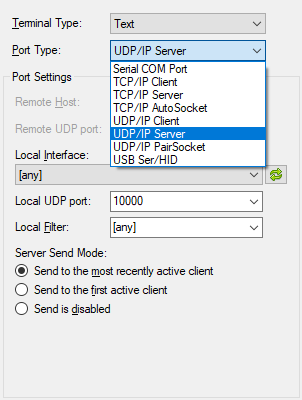 Terminal Type: Text
Port Type: UDP/IP Server
Serial COM Port
TCP/IP Client
TCP/IP Server
TCP/IP AutoSocket
UDP/IP Client
UDP/IP Server
UDP/IP PairSocket
USB Ser/HID
Port Settings
Remote Host:
Remote UDP port:
Local Interface:
[any]
Local UDP port: 10000
Local Filter: [any]
Server Send Mode:
Send to the most recently active client
Send to the first active client
Send is disabled